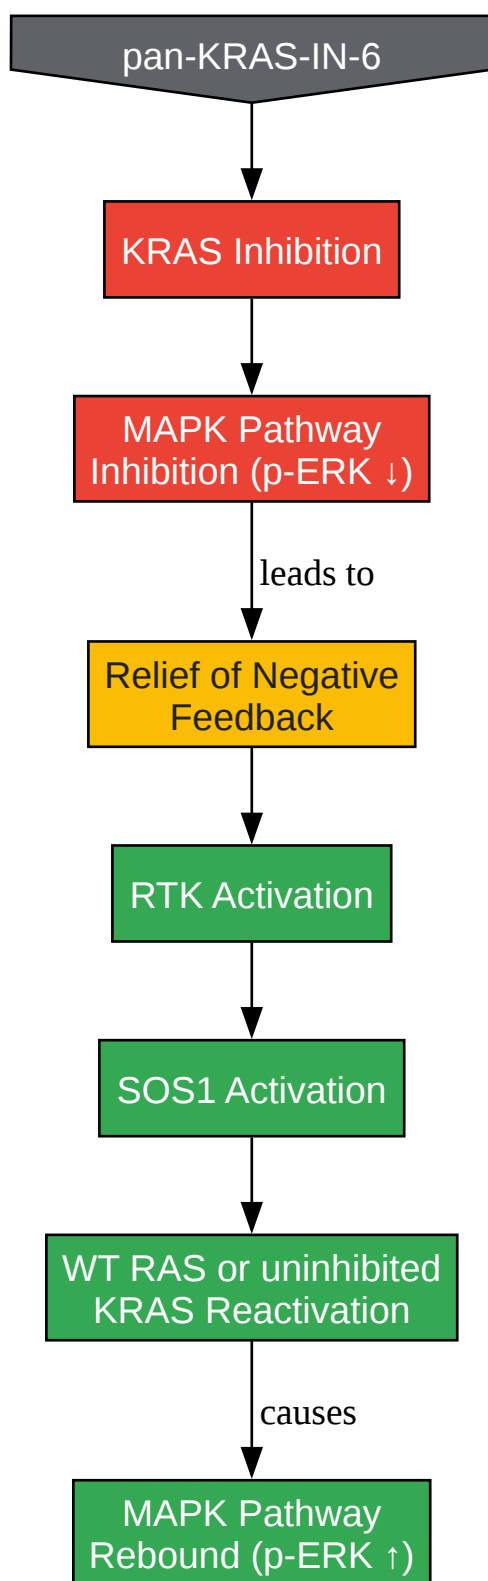 pan-KRAS-IN-6
KRAS Inhibition
MAPK Pathway
Inhibition (p-ERK ↓)
leads to
Relief of Negative
Feedback
RTK Activation
SOS1 Activation
WT RAS or uninhibited
KRAS Reactivation
causes
MAPK Pathway
Rebound (p-ERK ↑)